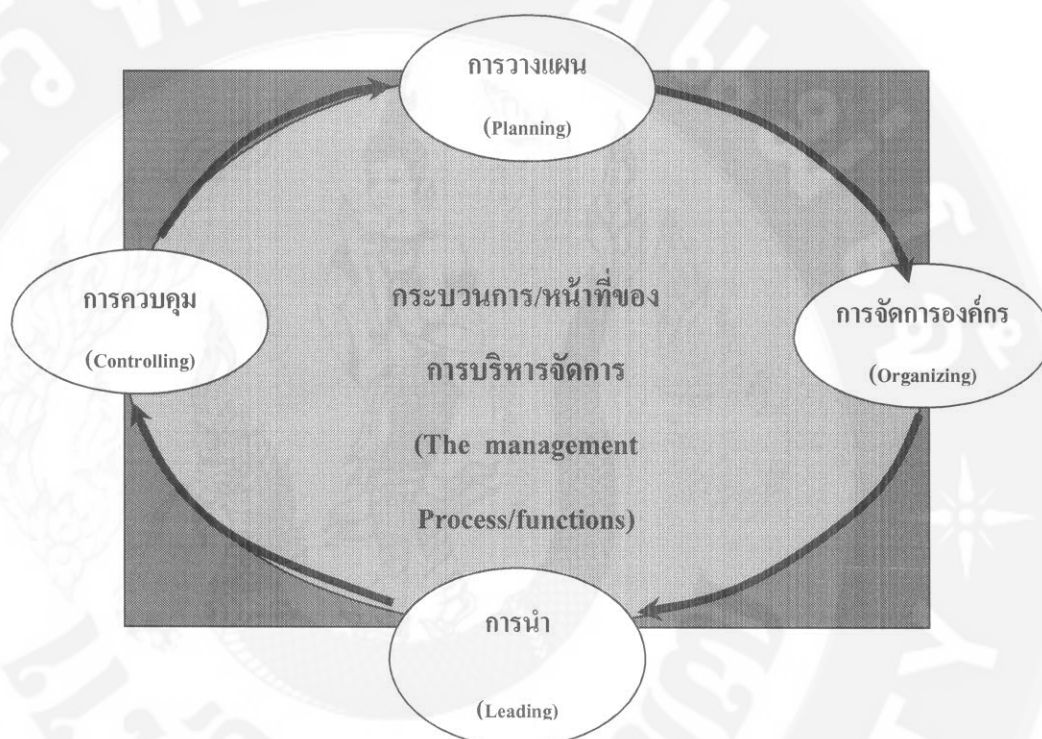 การวางแผน
(Planning)
การควบคุม
(Controlling)
กระบวนการ/หน้าที่ของ
การบริหารจัดการ
(The management
Process/functions)
การจัดการองค์กร
(Organizing)
การนำ
(Leading)